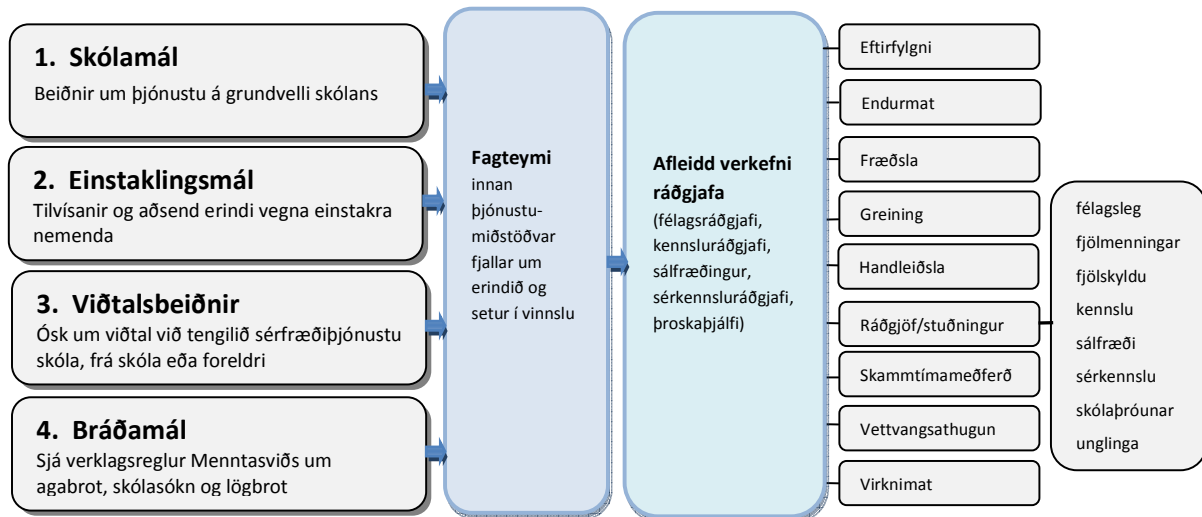 1. Skólamál
Beiðnir um þjónustu á grundvelli skólans
2. Einstaklingsmál
Tilvísanir og aðsend erindi vegna einstakra
nemenda
3. Viðtalsbeiðnir
Ósk um viðtal við tengilið sérfræðiþjónustu
skóla, frá skóla eða foreldri
4. Bráðamál
Sjá verklagsreglur Menntasviðs um
agabrot, skólasókn og lögbrot
Fagteymi
innan
þjónustu-
miðstöðvar
fjallar um
erindið og
setur í vinnslu
Afleidd verkefni
ráðgjafa
(félagsráðgjafi,
kennsluráðgjafi,
sálfræðingur,
sérkennsluráðgjafi,
þroskaþjálfi)
Eftirfylgni
Endurmat
Fræðsla
Greining
Handleiðsla
Ráðgjöf/stuðningur
Skammtímameðferð
Vettvangsathugun
Virknimat
félagsleg
fjölmenningar
fjölskyldu
kennslu
sálfræði
sérkennslu
skólaþróunar
unglinga